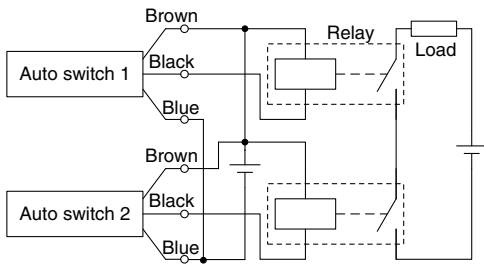 Brown
Relay
Load
Auto switch 1
Black
Blue
Brown
Auto switch 2
Black
Blue